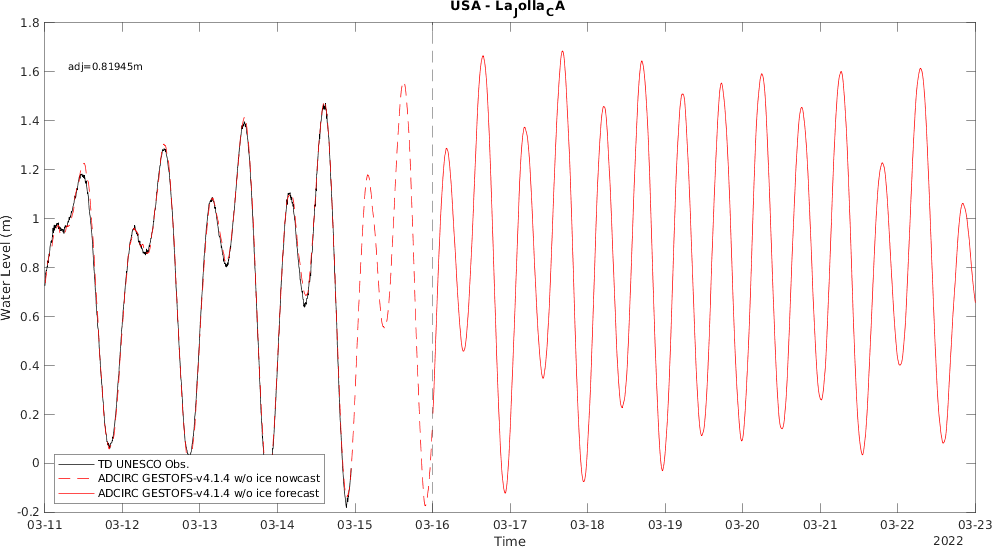 USA - LaJollaCA
1.8
adj=0.81945m
1.6
1.4
1.2
1
0.8
0.6
0.4
0.2
0
-0.2
Water Level (m)
TD UNESCO Obs.
ADCIRC GESTOFS-v4.1.4 w/o ice nowcast
ADCIRC GESTOFS-v4.1.4 w/o ice forecast
03-11 03-12 03-13 03-14 03-15 03-16 03-17 03-18 03-19 03-20 03-21 03-22 03-23
Time
2022